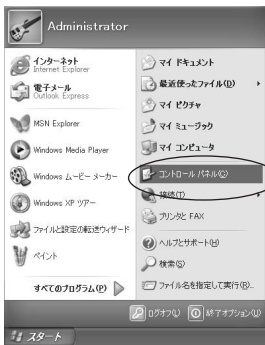 Administrator
インターネット
Internet Explorer
電子メール
Outlook Express
MSN Explorer
Windows Media Player
Windows ムービー メーカー
Windows XP ツアー
ファイルと設定の転送ウィザード
ペイント
すべてのプログラム(P)
マイ ドキュメント
最近使ったファイル(D)
マイ ピクチャ
マイ ミュージック
マイ コンピュータ
コントロール パネル(C)
接続(T)
プリンタと FAX
ヘルプとサポート(H)
検索(S)
ファイル名を指定して実行(R)...
ログオフ(L)
終了オプション(U)
スタート